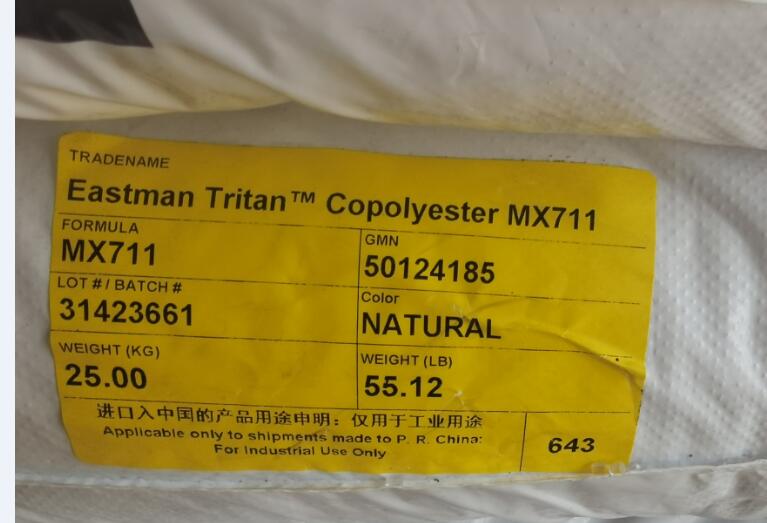 TRADENAME
Eastman Tritan™ Copolyester MX711
FORMULA
MX711
GMN
50124185
LOT # / BATCH #
31423661
Color
NATURAL
WEIGHT (KG)
25.00
WEIGHT (LB)
55.12
进口入中国的产品用途申明：仅用于工业用途
Applicable only to shipments made to P. R. China:
For Industrial Use Only
643